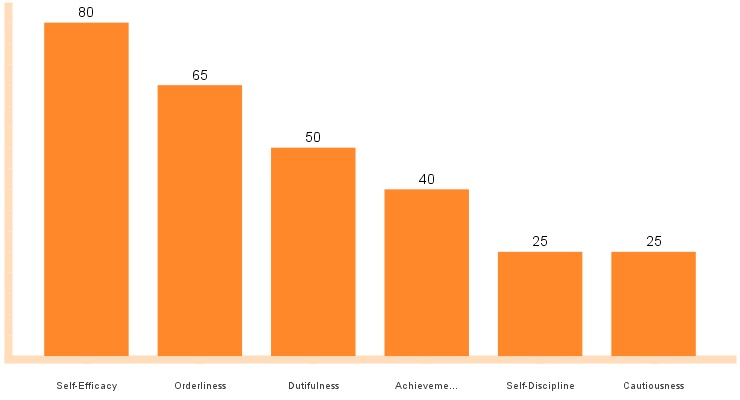 80
65
50
40
25
25
Self-Efficacy
Orderliness
Dutifulness
Achieveme...
Self-Discipline
Cautiousness